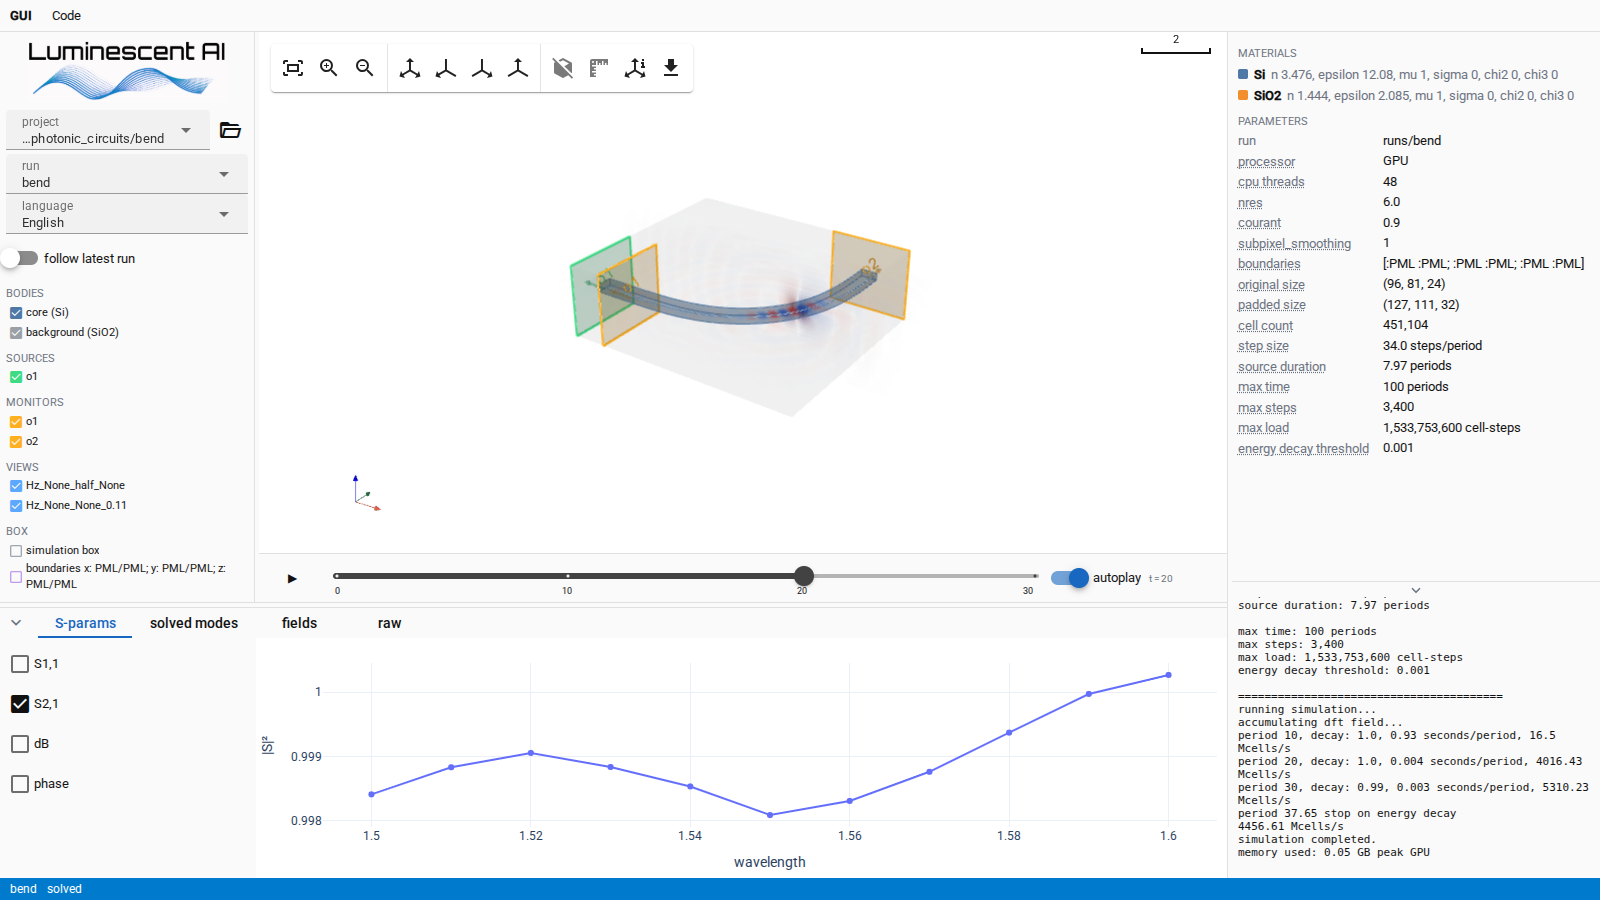 GUI Code
Luminescent AI
project
...photonic_circuits/bend
run
bend
language
English
follow latest run
BODIES
core (Si)
background (SiO2)
SOURCES
o1
MONITORS
o1
o2
VIEWS
Hz_None_half_None
Hz_None_None_0.11
BOX
simulation box
boundaries x: PML/PML; y: PML/PML; z:
PML/PML
2
o2
0
10
20
30
autoplay
t = 20
MATERIALS
Si n 3.476, epsilon 12.08, mu 1, sigma 0, chi2 0, chi3 0
SiO2 n 1.444, epsilon 2.085, mu 1, sigma 0, chi2 0, chi3 0
PARAMETERS
run runs/bend
processor GPU
cpu threads 48
nres 6.0
courant 0.9
subpixel_smoothing 1
boundaries [:PML :PML; :PML :PML; :PML :PML]
original size (96, 81, 24)
padded size (127, 111, 32)
cell count 451,104
step size 34.0 steps/period
source duration 7.97 periods
max time 100 periods
max steps 3,400
max load 1,533,753,600 cell-steps
energy decay threshold 0.001
S-params solved modes fields raw
S1,1
S2,1
dB
phase
|S|²
1
0.999
0.998
1.5 1.52 1.54 1.56 1.58 1.6
wavelength
source duration: 7.97 periods
max time: 100 periods
max steps: 3,400
max load: 1,533,753,600 cell-steps
energy decay threshold: 0.001
========================================
running simulation...
accumulating dft field...
period 10, decay: 1.0, 0.93 seconds/period, 16.5
Mcells/s
period 20, decay: 1.0, 0.004 seconds/period, 4016.43
Mcells/s
period 30, decay: 0.99, 0.003 seconds/period, 5310.23
Mcells/s
period 37.65 stop on energy decay
4456.61 Mcells/s
simulation completed.
memory used: 0.05 GB peak GPU
bend solved